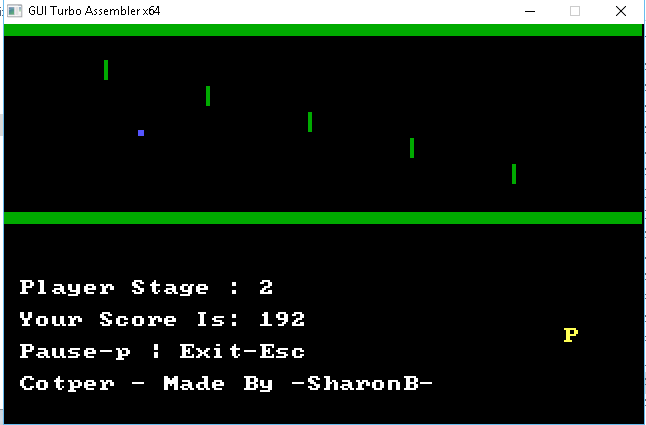 GUI Turbo Assembler x64
Player Stage : 2
Your Score Is: 192
P
Pause-p | Exit-Esc
Cotper - Made By -SharonB-